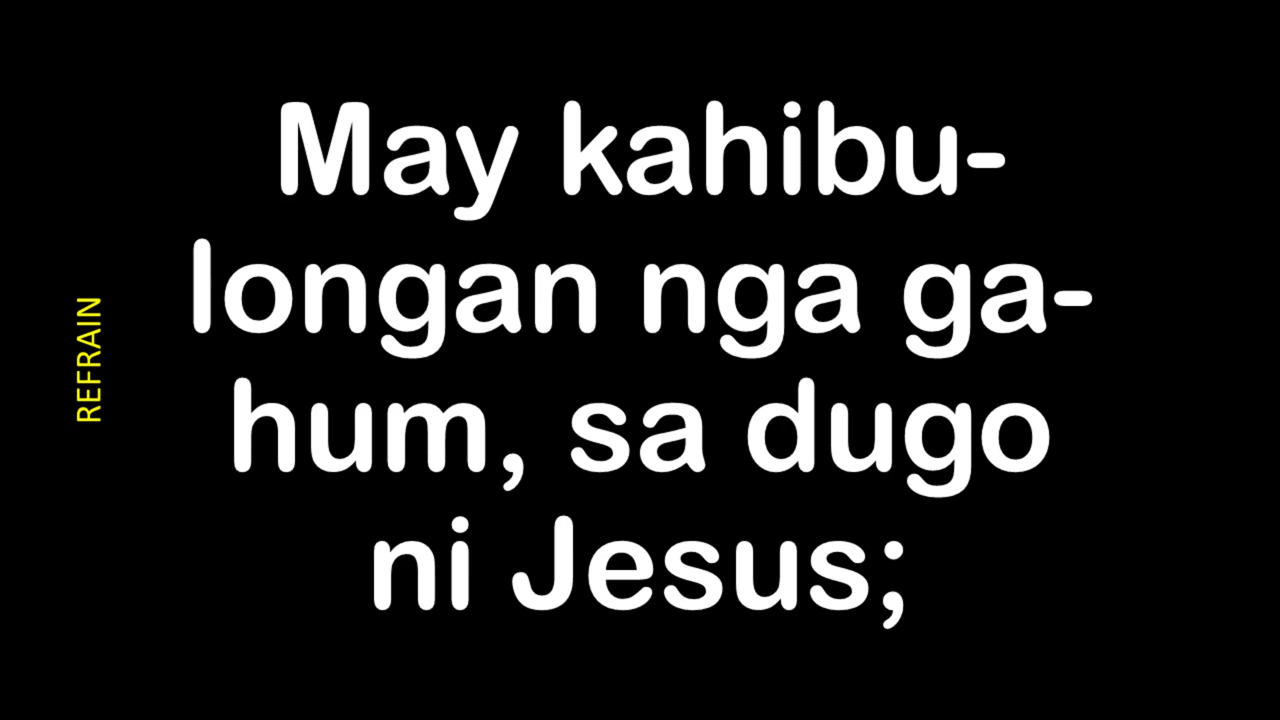 REFRAIN
May kahibu-
longan nga ga-
hum, sa dugo
ni Jesus;